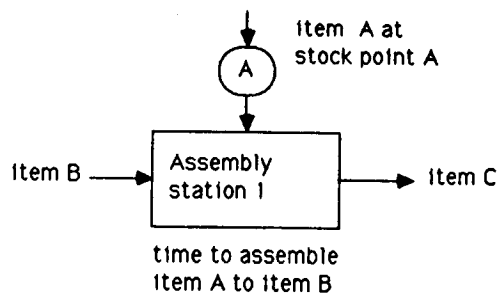 item A at
stock point A
A
item B
Assembly
station 1
item C
time to assemble
item A to item B